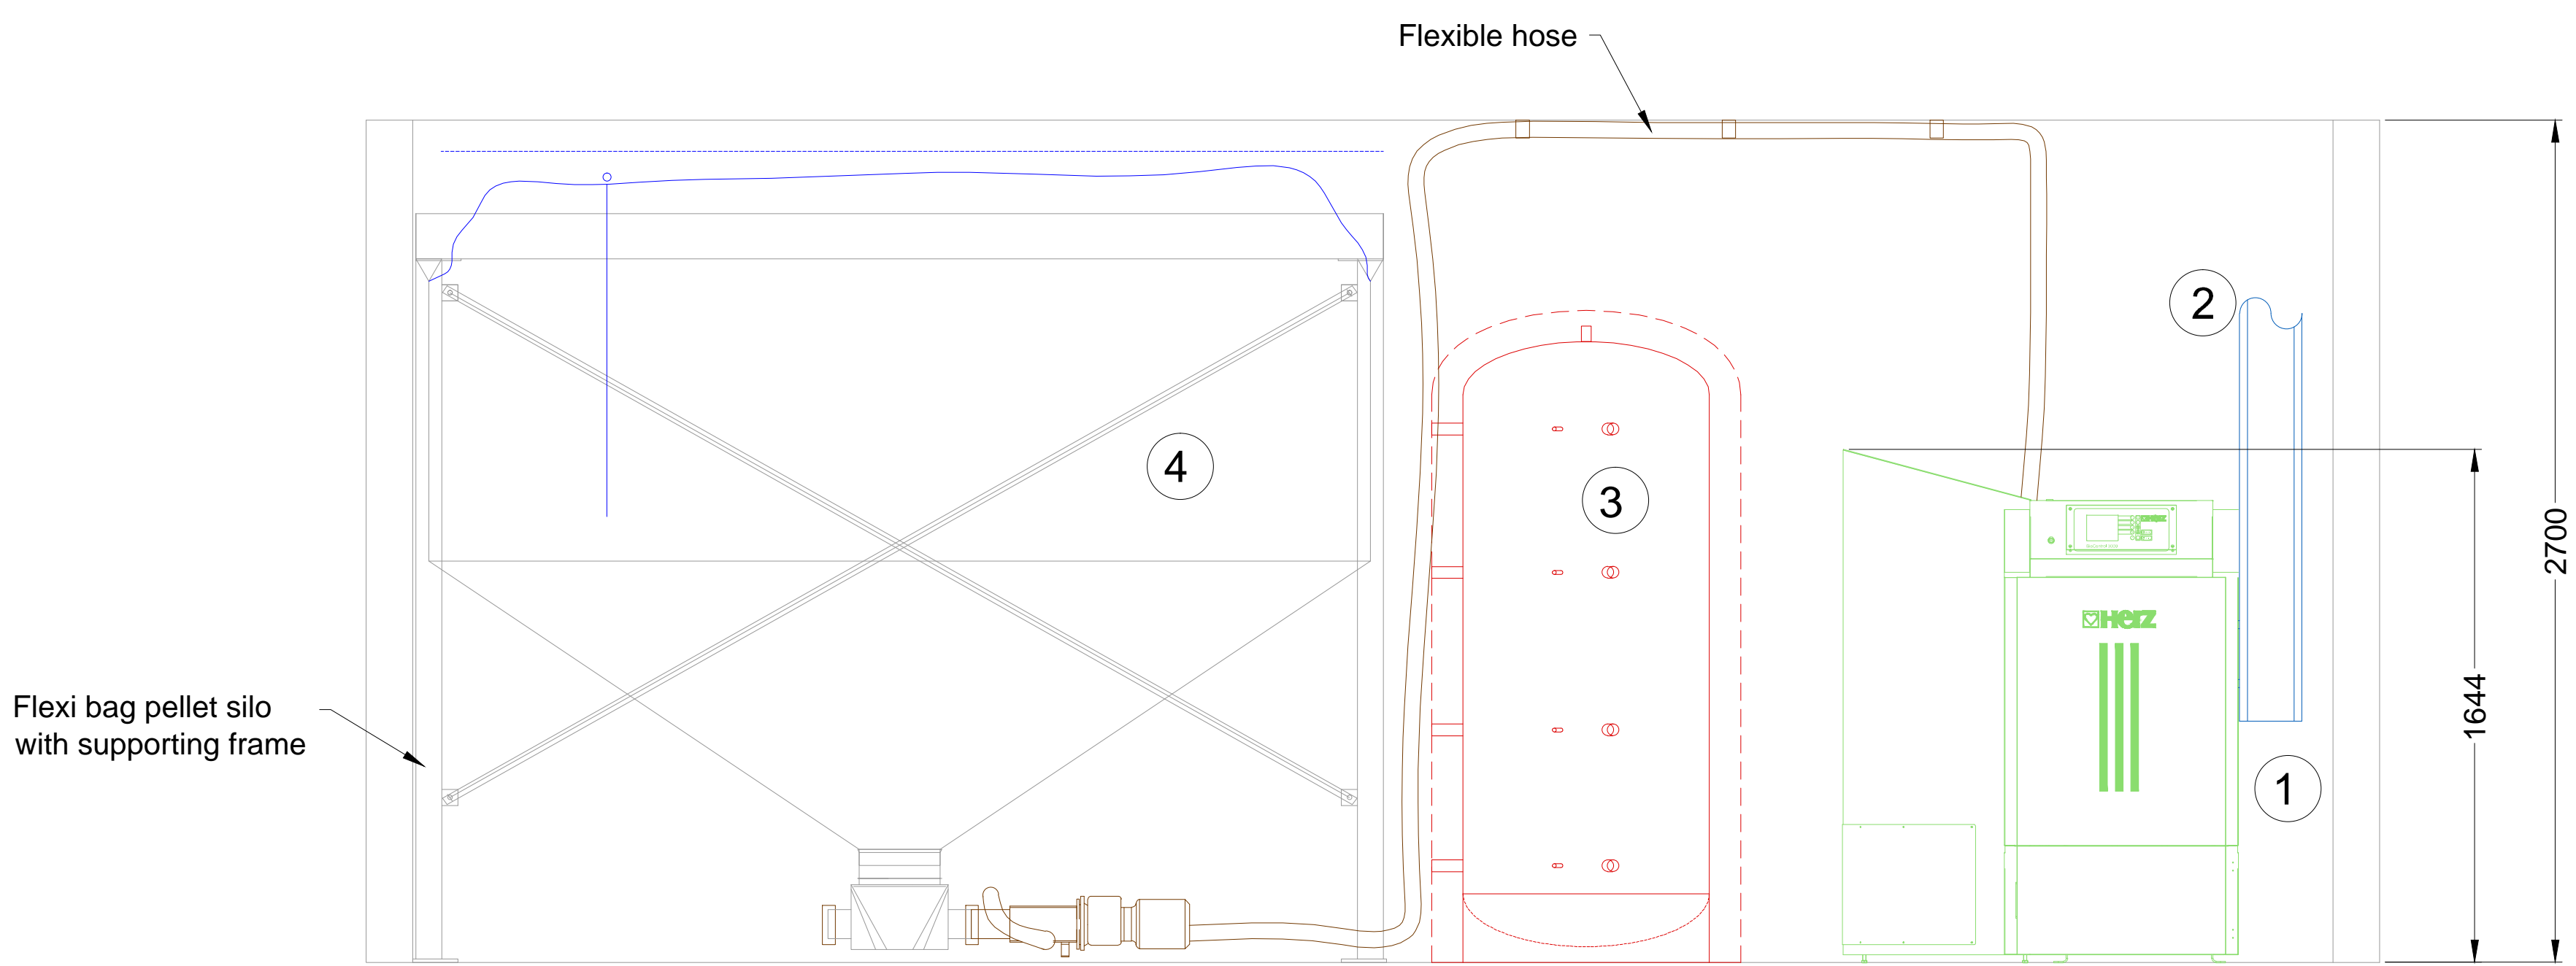 Flexible hose
2
4
3
2700
HERZ
Flexi bag pellet silo
with supporting frame
1644
1